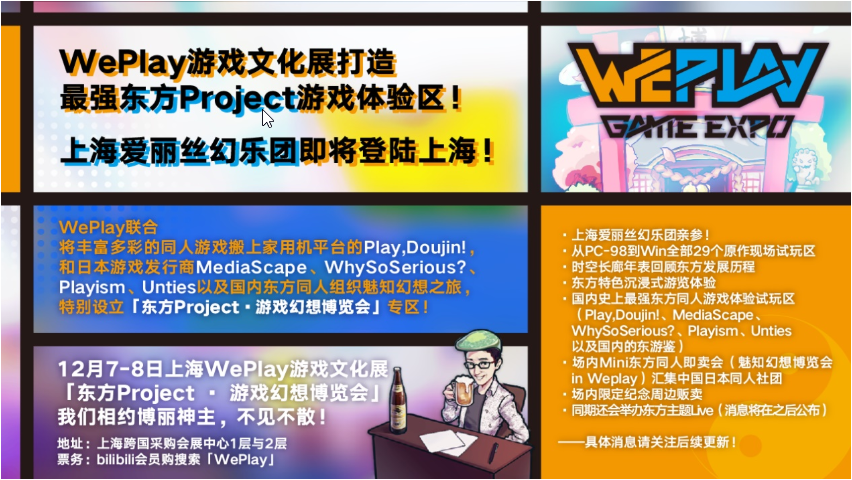 WePlay游戏文化展打造
最强东方Project游戏体验区！
上海爱丽丝幻乐团即将登陆上海！
WEPLAY
GAME EXPO
WePlay联合
将丰富多彩的同人游戏搬上家用机平台的Play,Doujin!，
和日本游戏发行商MediaScape、WhySoSerious?、
Playism、Unties以及国内东方同人组织魅知幻想之旅，
特别设立「东方Project·游戏幻想博览会」专区！
12月7-8日上海WePlay游戏文化展
「东方Project · 游戏幻想博览会」
我们相约博丽神主，不见不散！
地址：上海跨国采购会展中心1层与2层
票务：bilibili会员购搜索「WePlay」
·上海爱丽丝幻乐团亲参！
·从PC-98到Win全部29个原作现场试玩区
·时空长廊年表回顾东方发展历程
·东方特色沉浸式游览体验
·国内史上最强东方同人游戏体验试玩区
（Play,Doujin!、MediaScape、
WhySoSerious?、Playism、Unties
以及国内的东游鉴）
·场内Mini东方同人即卖会（魅知幻想博览会
in Weplay）汇集中国日本同人社团
·场内限定纪念周边贩卖
·同期还会举办东方主题Live（消息将在之后公布）
——具体消息请关注后续更新！